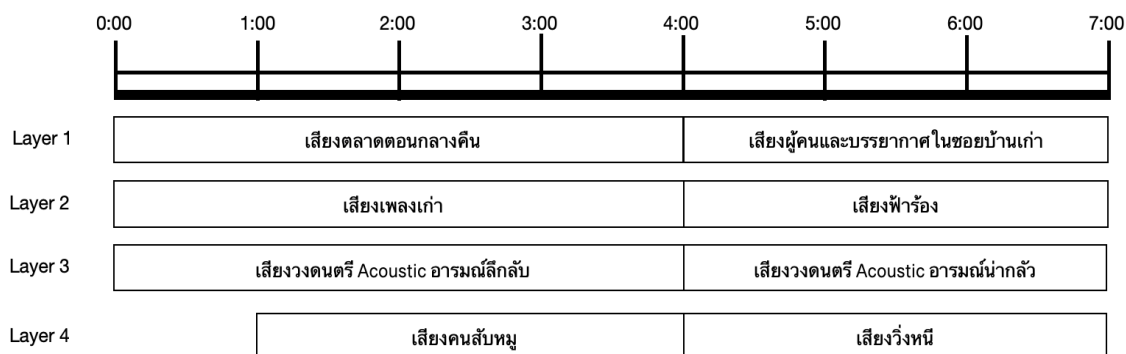 0:00 1:00 2:00 3:00 4:00 5:00 6:00 7:00
Layer 1 เสียงตลาดตอนกลางคืน เสียงผู้คนและบรรยากาศในซอยบ้านเก่า
Layer 2 เสียงเพลงเก่า เสียงฟ้าร้อง
Layer 3 เสียงวงดนตรี Acoustic อารมณ์ลึกลับ เสียงวงดนตรี Acoustic อารมณ์น่ากลัว
Layer 4 เสียงคนสับหมู เสียงวิ่งหนี